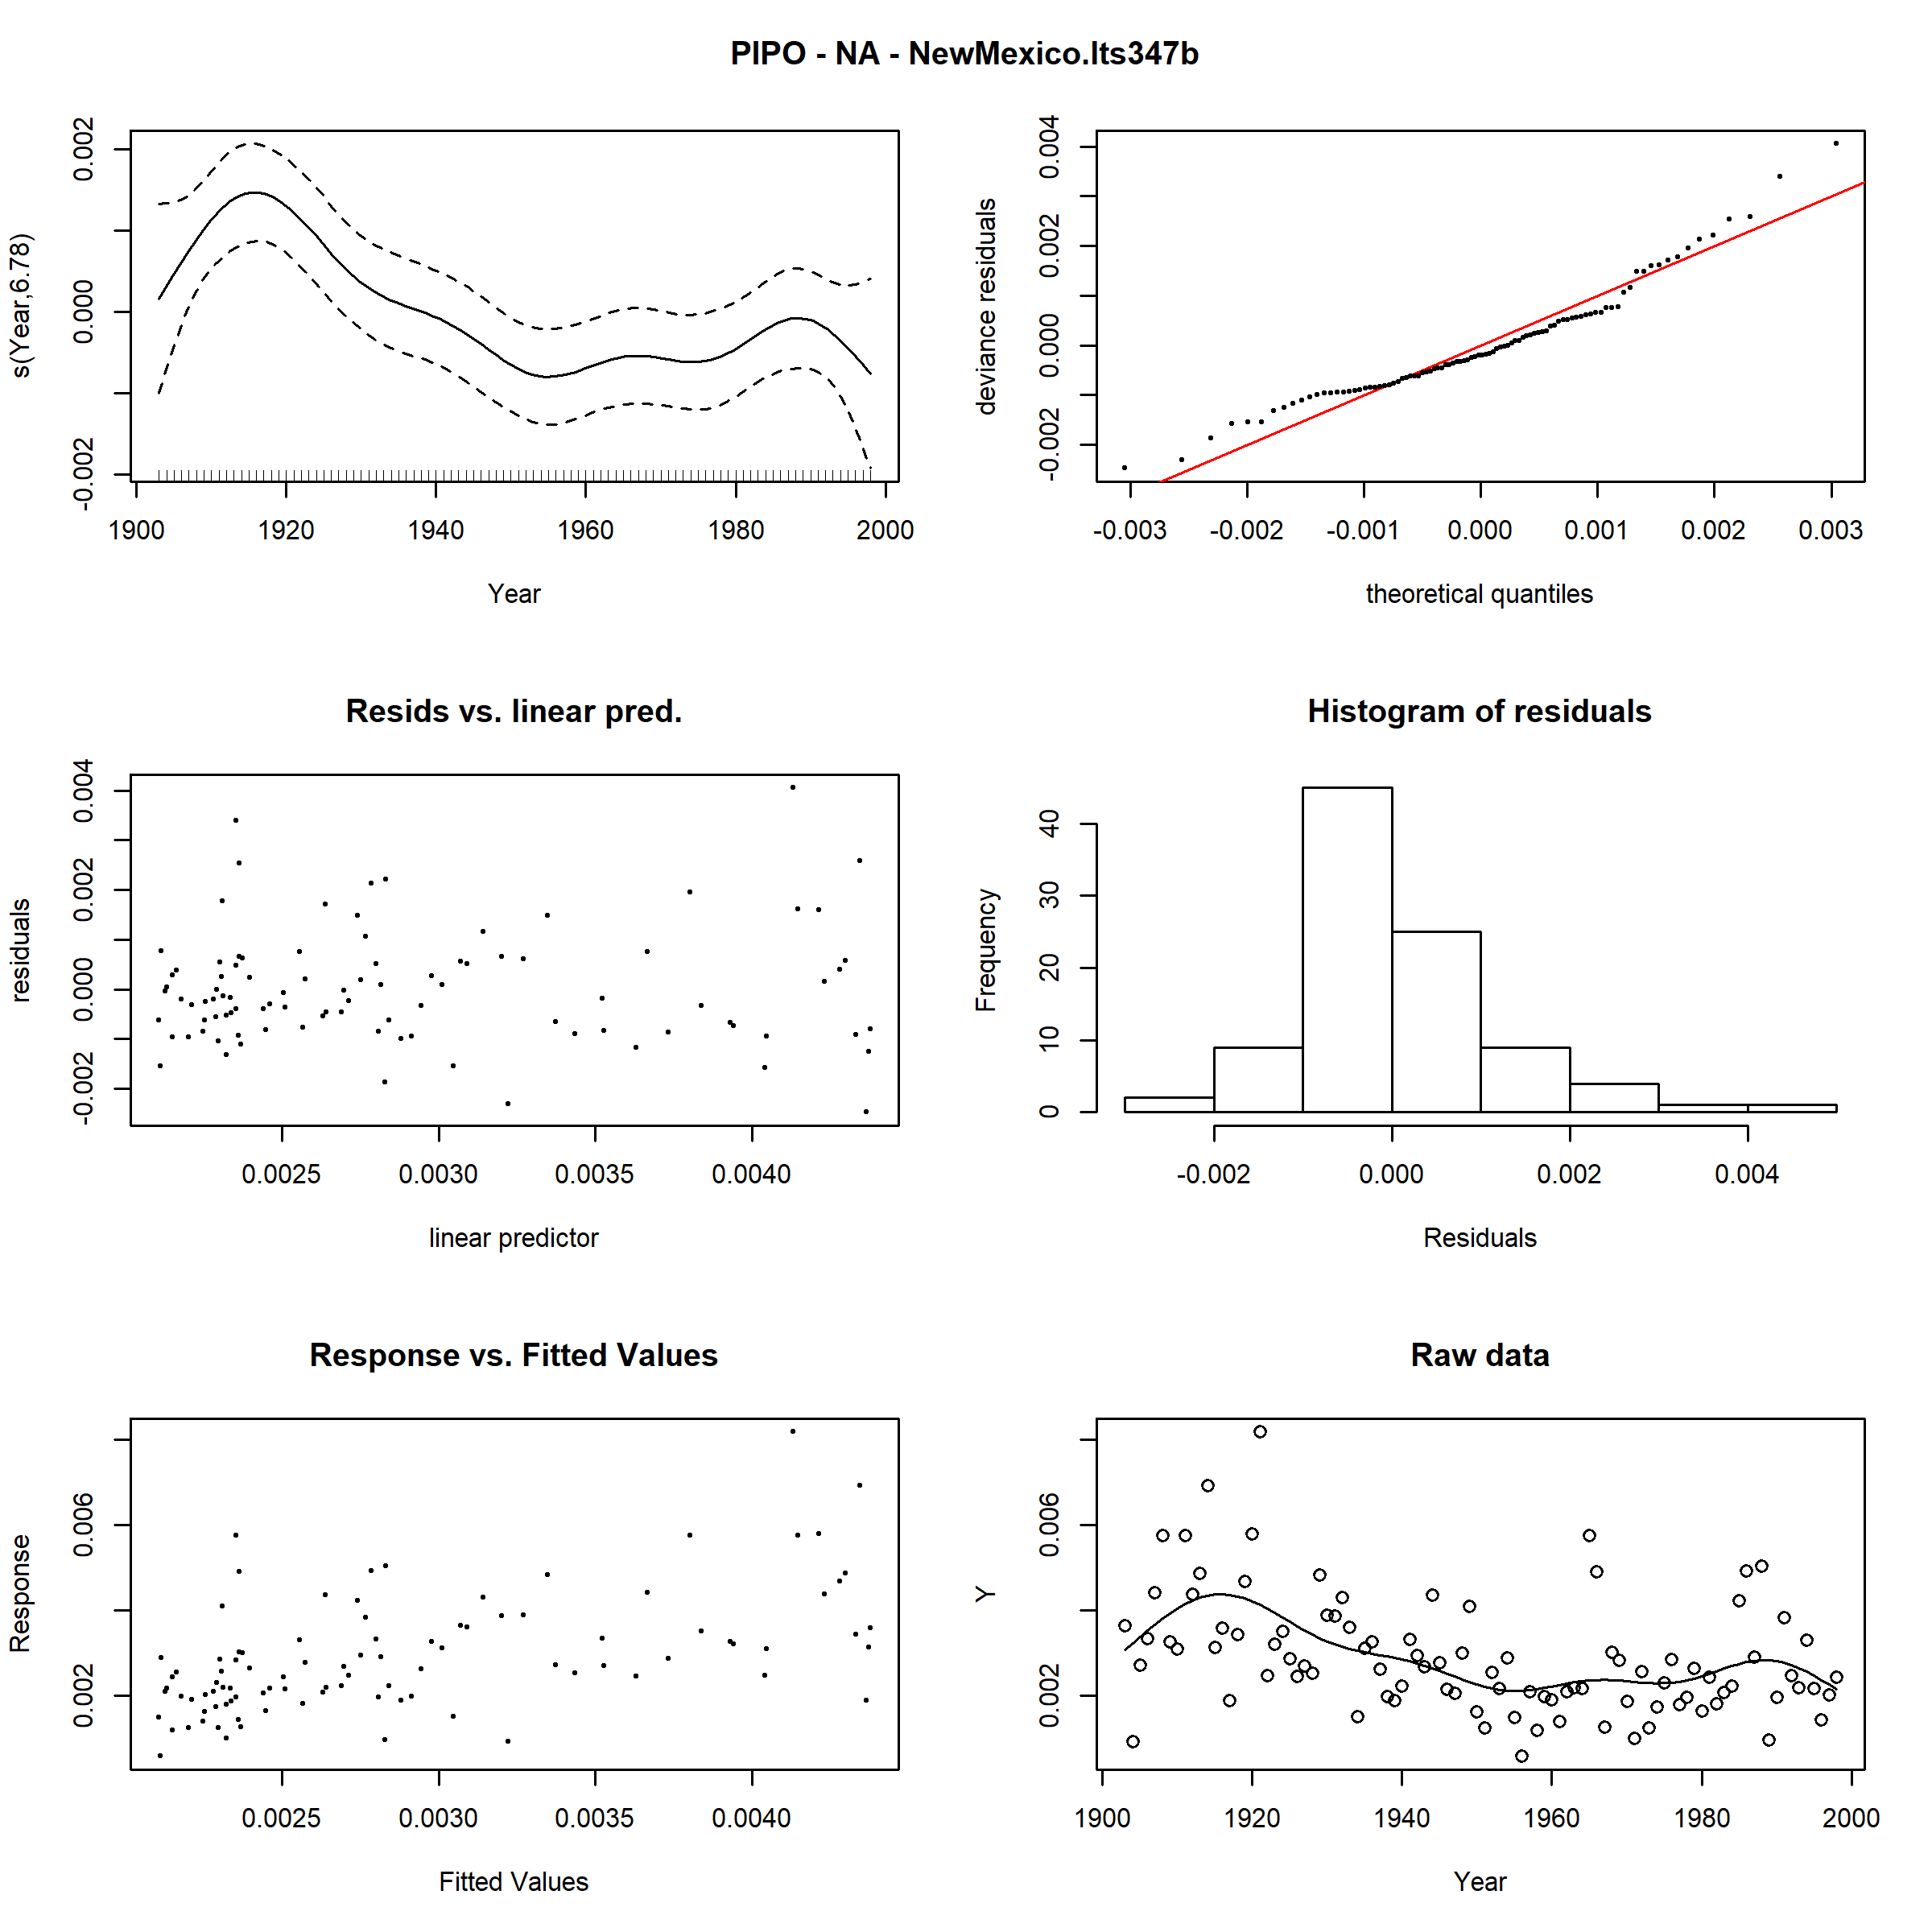 PIPO - NA - NewMexico.lts347b
s(Year,6.78)
-0.002 0.000 0.002
1900 1920 1940 1960 1980 2000
Year
deviance residuals
-0.002 0.000 0.002 0.004
-0.003 -0.002 -0.001 0.000 0.001 0.002 0.003
theoretical quantiles
Resids vs. linear pred.
residuals
-0.002 0.000 0.002 0.004
0.0025 0.0030 0.0035 0.0040
linear predictor
Histogram of residuals
Frequency
0 10 20 30 40
-0.002 0.000 0.002 0.004
Residuals
Response vs. Fitted Values
Response
0.002 0.006
0.0025 0.0030 0.0035 0.0040
Fitted Values
Raw data
Y
0.002 0.006
1900 1920 1940 1960 1980 2000
Year